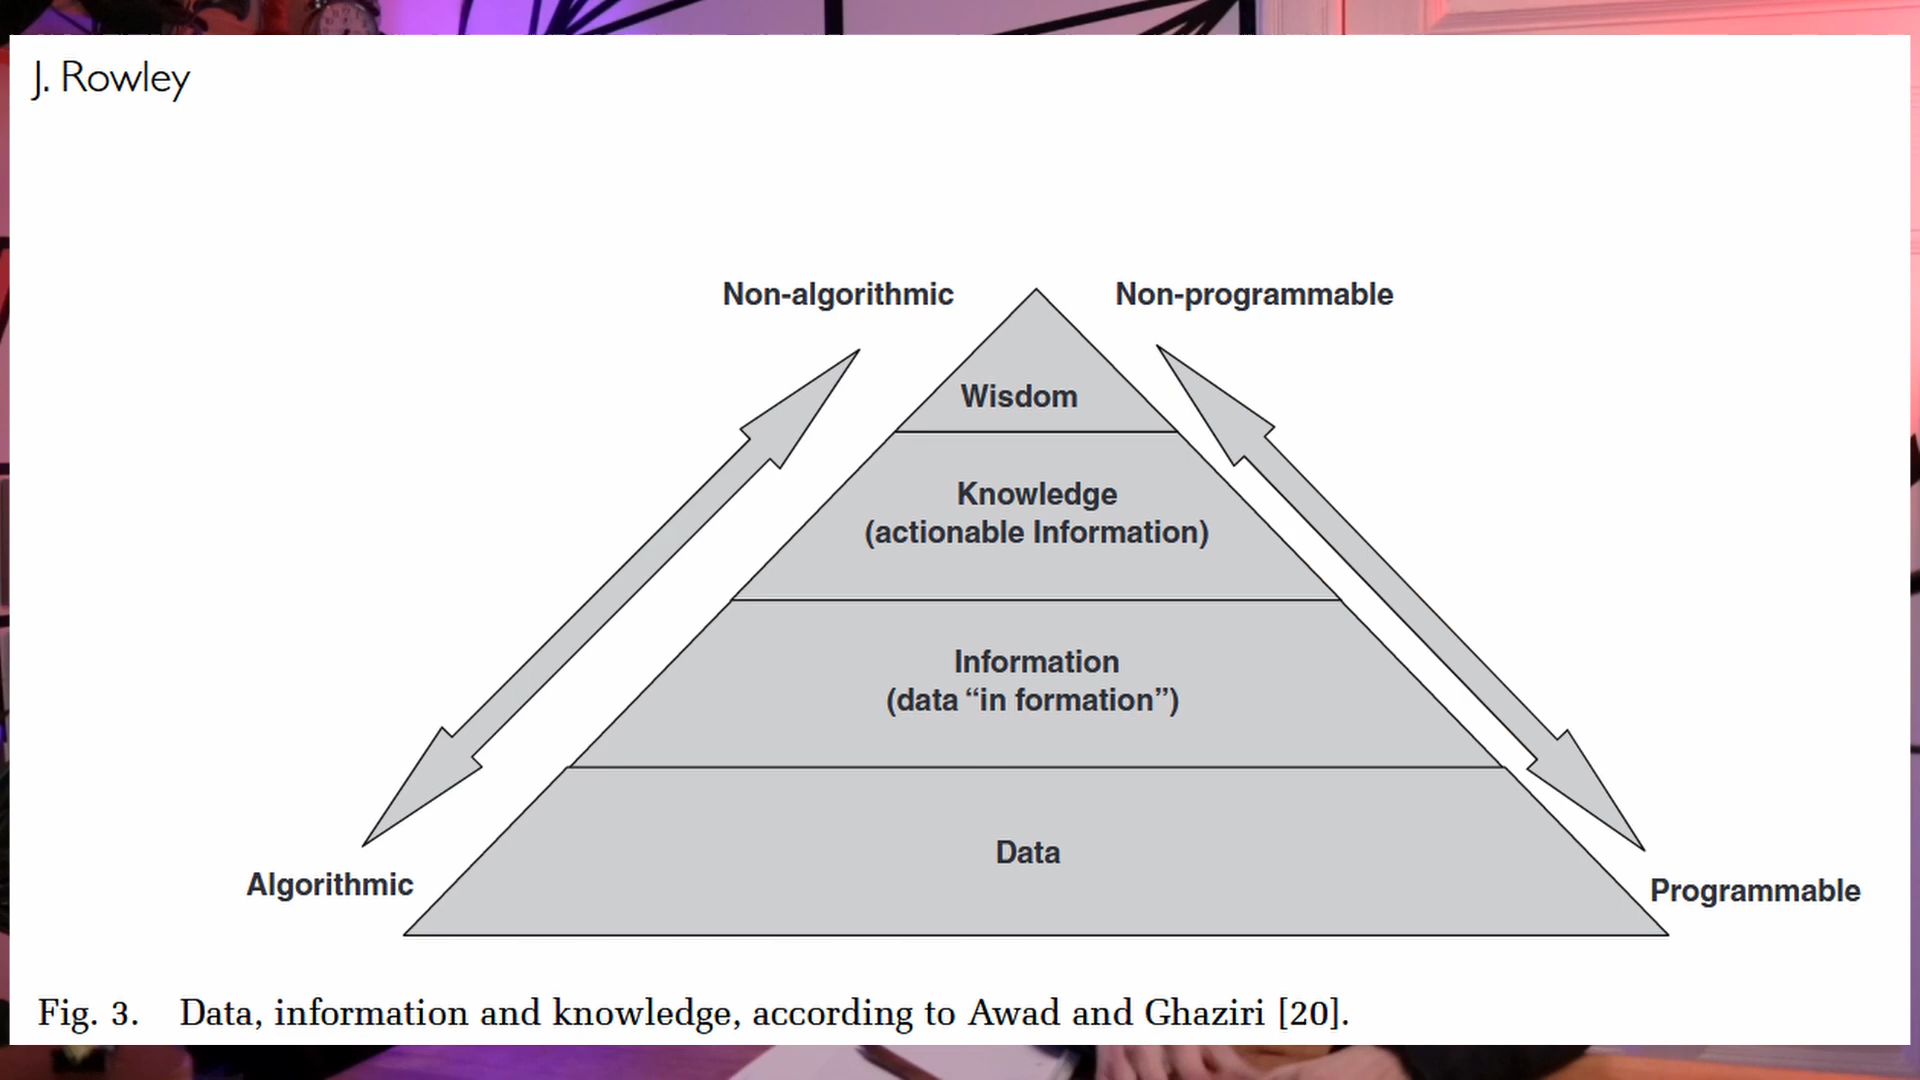 J. Rowley
Non-algorithmic
Non-programmable
Wisdom
Knowledge
(actionable Information)
Information
(data “in formation”)
Data
Algorithmic
Programmable
Fig. 3. Data, information and knowledge, according to Awad and Ghaziri [20].